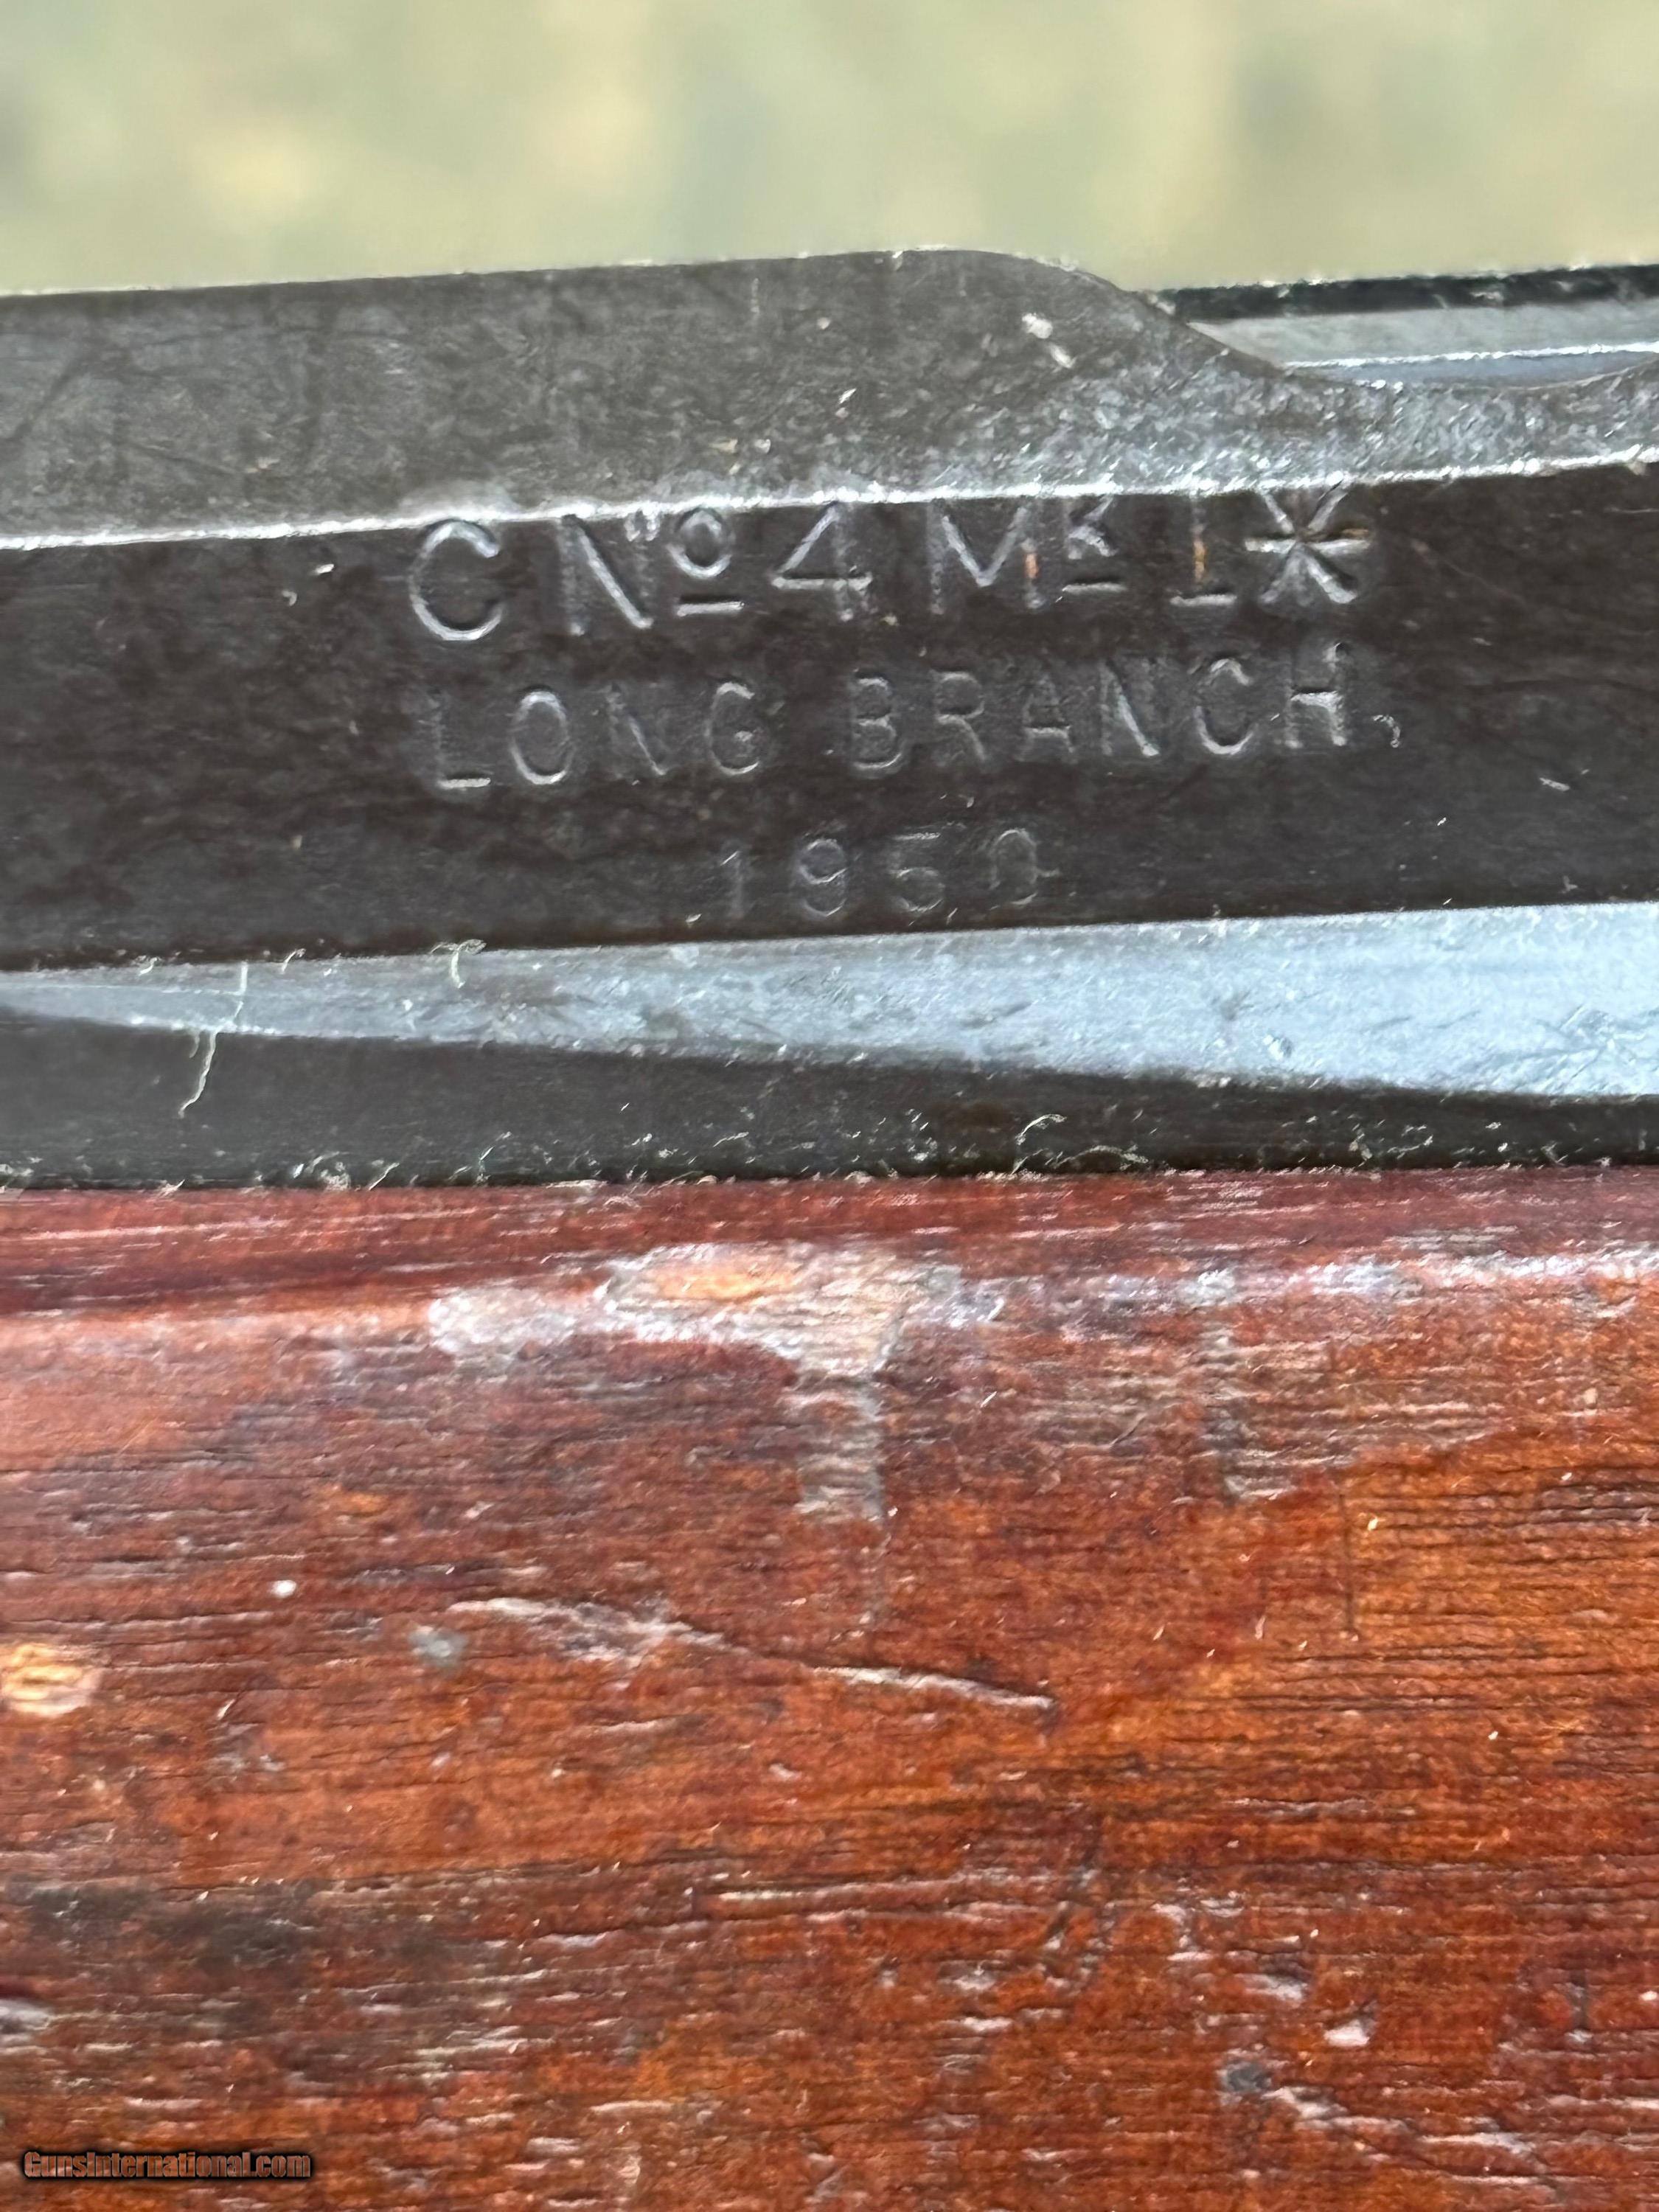 C Nº 4 Mᴷ I*
LONG BRANCH,
1950
GunsInternational.com